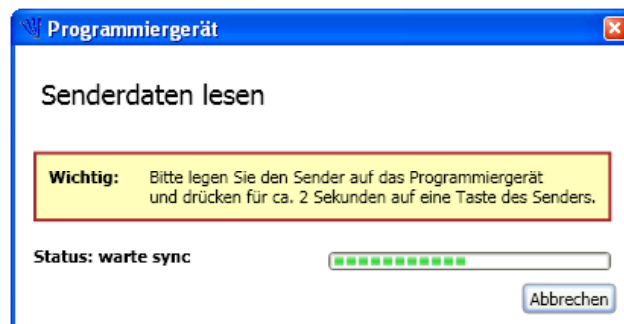 Programmiergerät
Senderdaten lesen
Wichtig: Bitte legen Sie den Sender auf das Programmiergerät
und drücken für ca. 2 Sekunden auf eine Taste des Senders.
Status: warte sync
Abbrechen